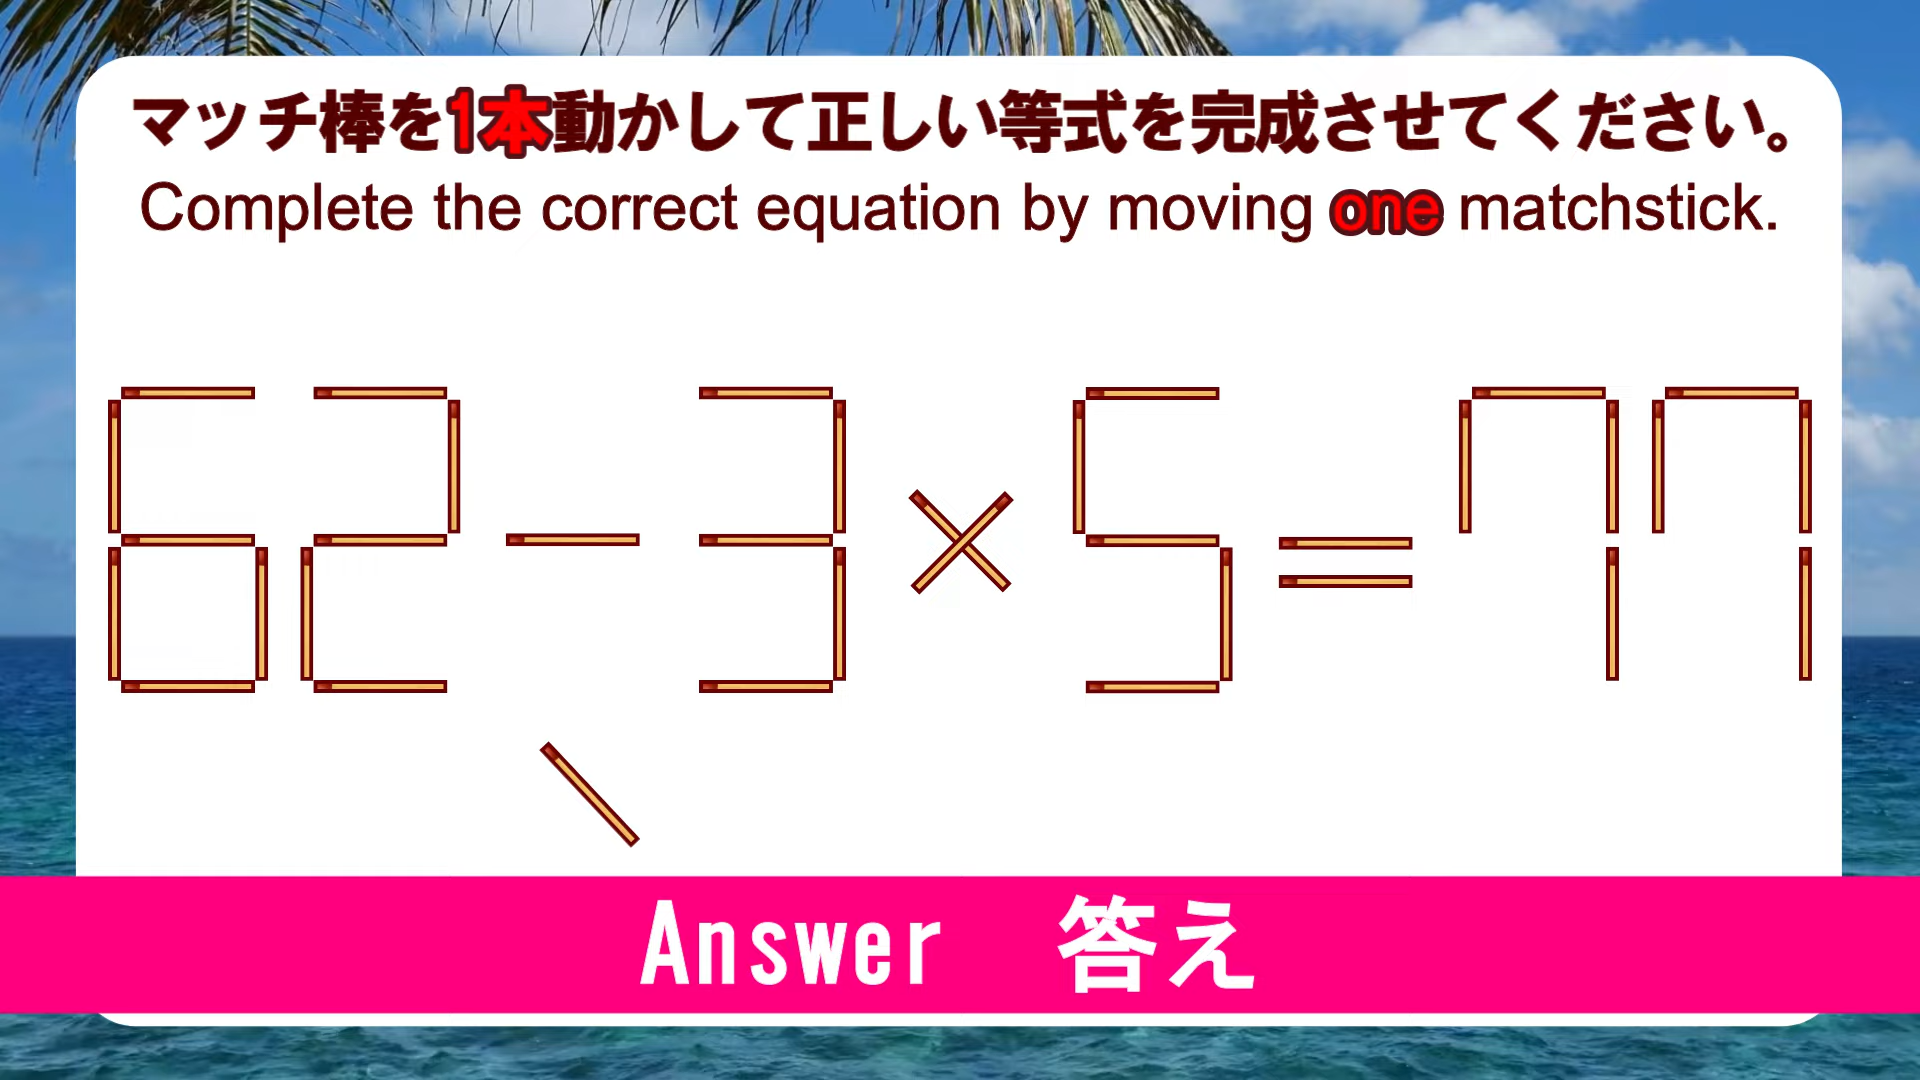 マッチ棒を1本動かして正しい等式を完成させてください。
Complete the correct equation by moving one matchstick.
62-3×5=77
Answer 答え